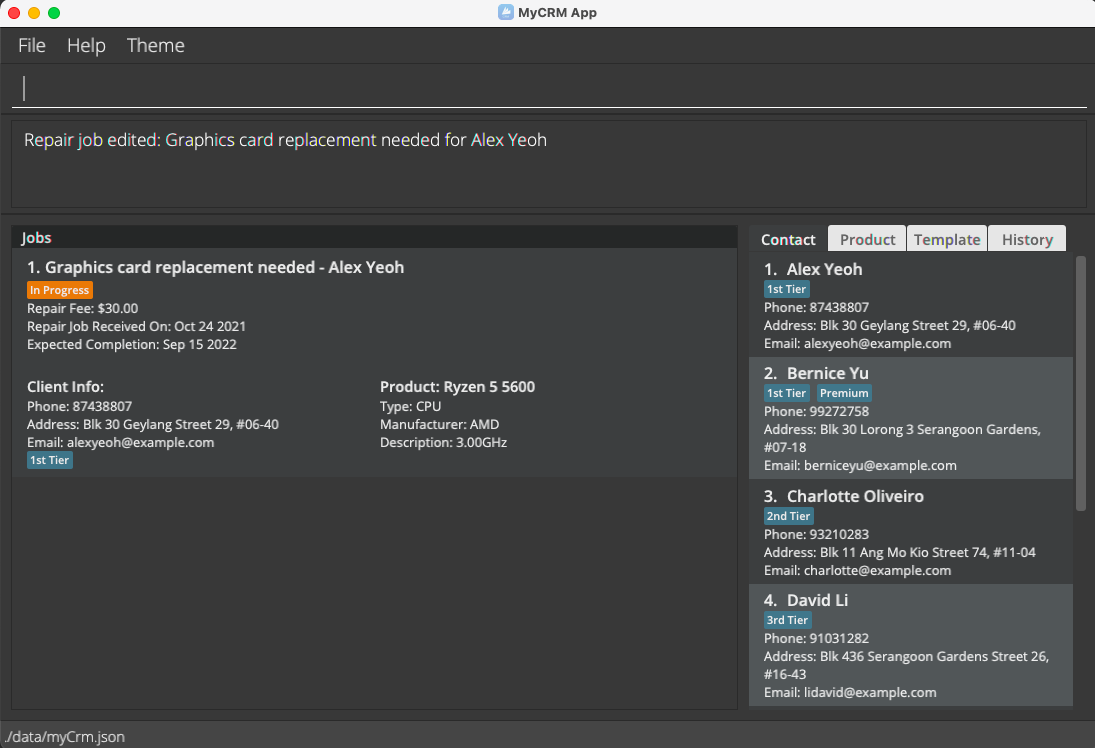 MyCRM App
File Help Theme
Repair job edited: Graphics card replacement needed for Alex Yeoh
Jobs
1. Graphics card replacement needed - Alex Yeoh
In Progress
Repair Fee: $30.00
Repair Job Received On: Oct 24 2021
Expected Completion: Sep 15 2022
Client Info:
Phone: 87438807
Address: Blk 30 Geylang Street 29, #06-40
Email: alexyeoh@example.com
1st Tier
Product: Ryzen 5 5600
Type: CPU
Manufacturer: AMD
Description: 3.00GHz
Contact Product Template History
1. Alex Yeoh
1st Tier
Phone: 87438807
Address: Blk 30 Geylang Street 29, #06-40
Email: alexyeoh@example.com
2. Bernice Yu
1st Tier Premium
Phone: 99272758
Address: Blk 30 Lorong 3 Serangoon Gardens,
#07-18
Email: berniceyu@example.com
3. Charlotte Oliveiro
2nd Tier
Phone: 93210283
Address: Blk 11 Ang Mo Kio Street 74, #11-04
Email: charlotte@example.com
4. David Li
3rd Tier
Phone: 91031282
Address: Blk 436 Serangoon Gardens Street 26,
#16-43
Email: lidavid@example.com
./data/myCrm.json